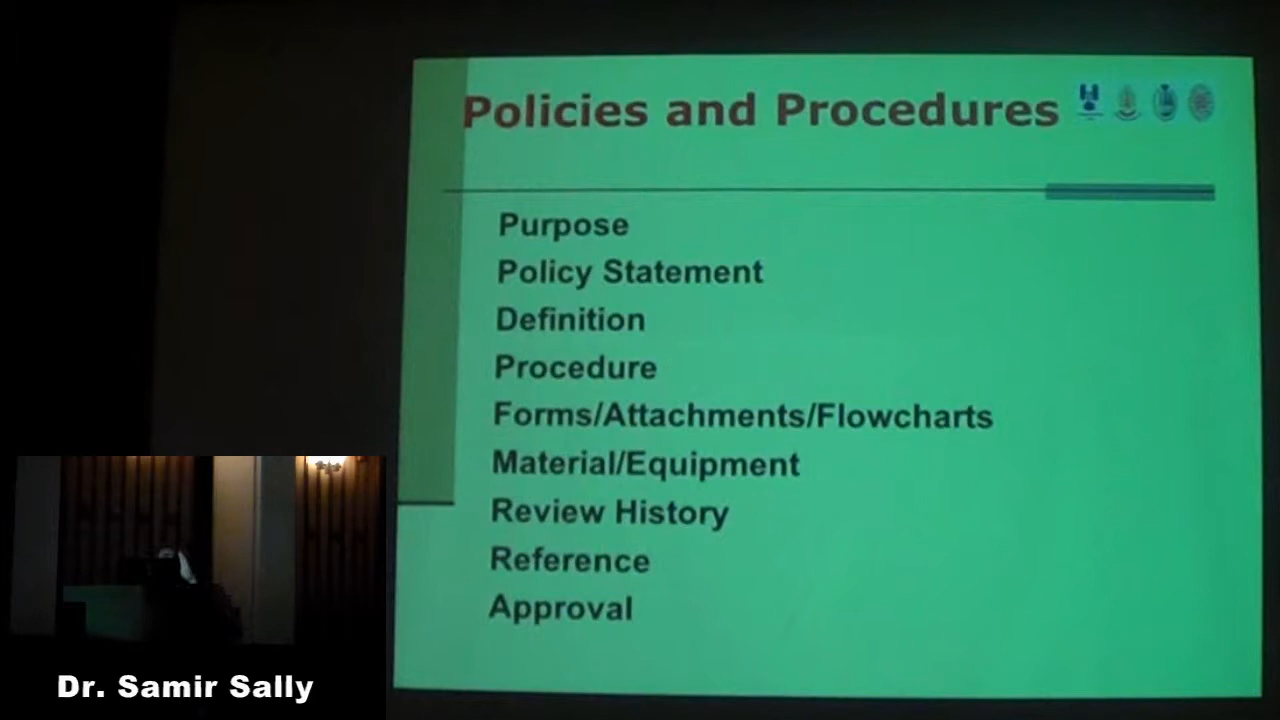 Policies and Procedures
Purpose
Policy Statement
Definition
Procedure
Forms/Attachments/Flowcharts
Material/Equipment
Review History
Reference
Approval
Dr. Samir Sally